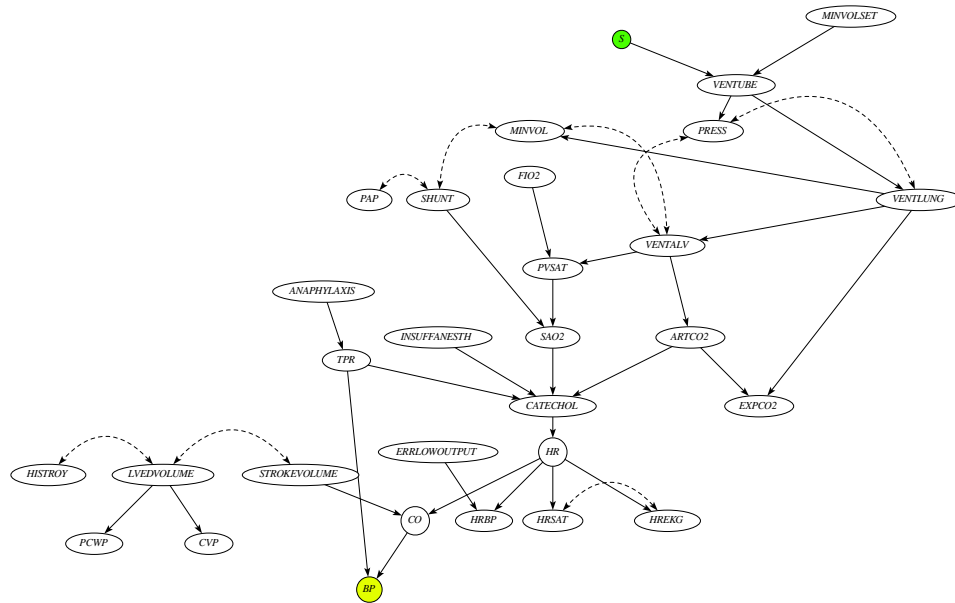 MINVOLSET
S
VENTUBE
MINVOL
PRESS
FIO2
PAP
SHUNT
VENTLUNG
VENTALV
PVSAT
ANAPHYLAXIS
INSUFFANESTH
SAO2
ARTCO2
TPR
CATECHOL
EXPCO2
ERRLOWOUTPUT
HR
HISTROY
LVEDVOLUME
STROKEVOLUME
CO
HRBP
HRSAT
HREKG
PCWP
CVP
BP